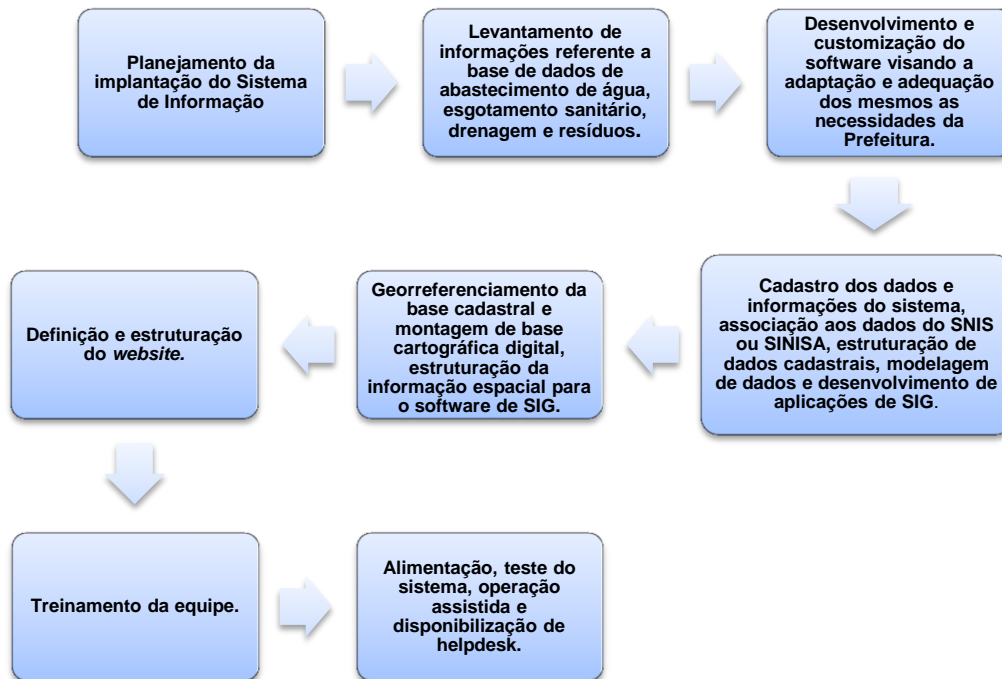 Planejamento da
implantação do Sistema
de Informação
Levantamento de
informações referente a
base de dados de
abastecimento de água,
esgotamento sanitário,
drenagem e resíduos.
Desenvolvimento e
customização do
software visando a
adaptação e adequação
dos mesmos as
necessidades da
Prefeitura.
Cadastro dos dados e
informações do sistema,
associação aos dados do SNIS
ou SINISA, estruturação de
dados cadastrais, modelagem
de dados e desenvolvimento de
aplicações de SIG.
Georreferenciamento da
base cadastral e
montagem de base
cartográfica digital,
estruturação da
informação espacial para
o software de SIG.
Definição e estruturação
do website.
Treinamento da equipe.
Alimentação, teste do
sistema, operação
assistida e
disponibilização de
helpdesk.